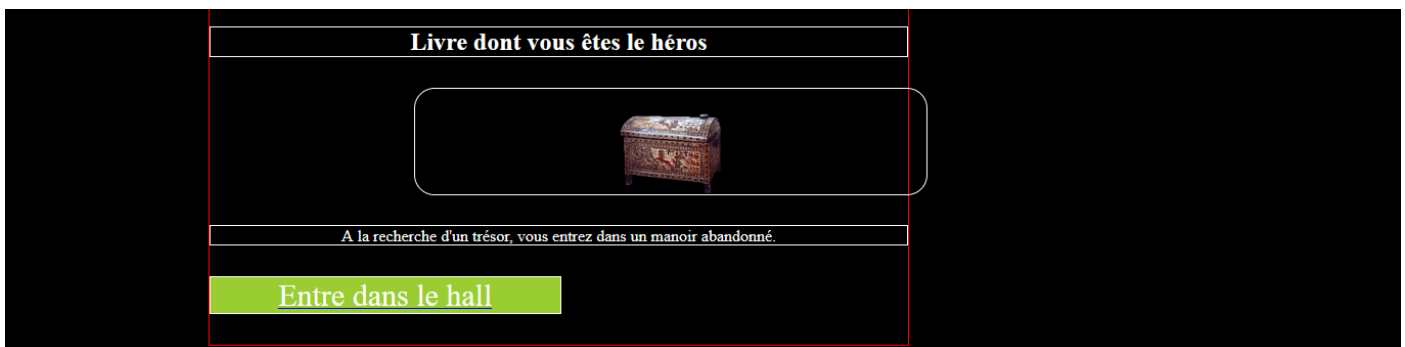 Livre dont vous êtes le héros
A la recherche d'un trésor, vous entrez dans un manoir abandonné.
Entre dans le hall